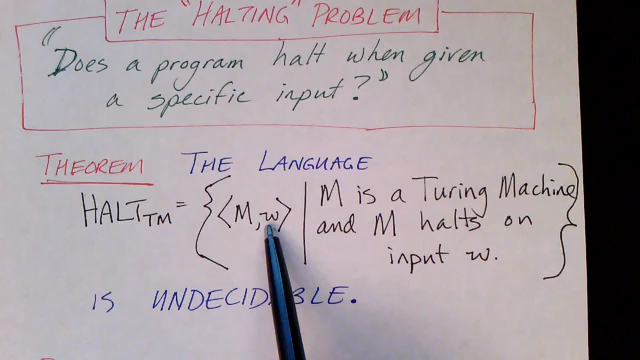 THE "HALTING" PROBLEM
"Does a program halt when given
a specific input?"
THEOREM THE LANGUAGE
HALT_TM = { ⟨M, w⟩ | M is a Turing Machine
and M halts on
input w. }
IS UNDECIDABLE.